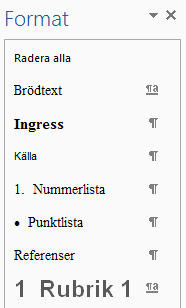 Format
Radera alla
Brödtext ¶a
Ingress ¶
Källa ¶
1. Nummerlista ¶
• Punktlista ¶
Referenser ¶
1 Rubrik 1 ¶a